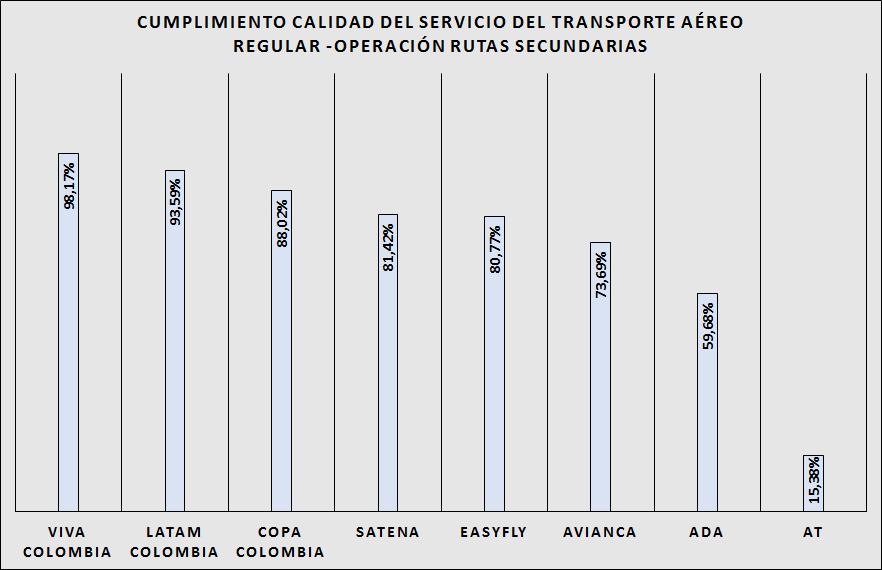 CUMPLIMIENTO CALIDAD DEL SERVICIO DEL TRANSPORTE AÉREO
REGULAR -OPERACIÓN RUTAS SECUNDARIAS
98,17%
93,59%
88,02%
81,42%
80,77%
73,69%
59,68%
15,38%
VIVA
COLOMBIA
LATAM
COLOMBIA
COPA
COLOMBIA
SATENA
EASYFLY
AVIANCA
ADA
AT